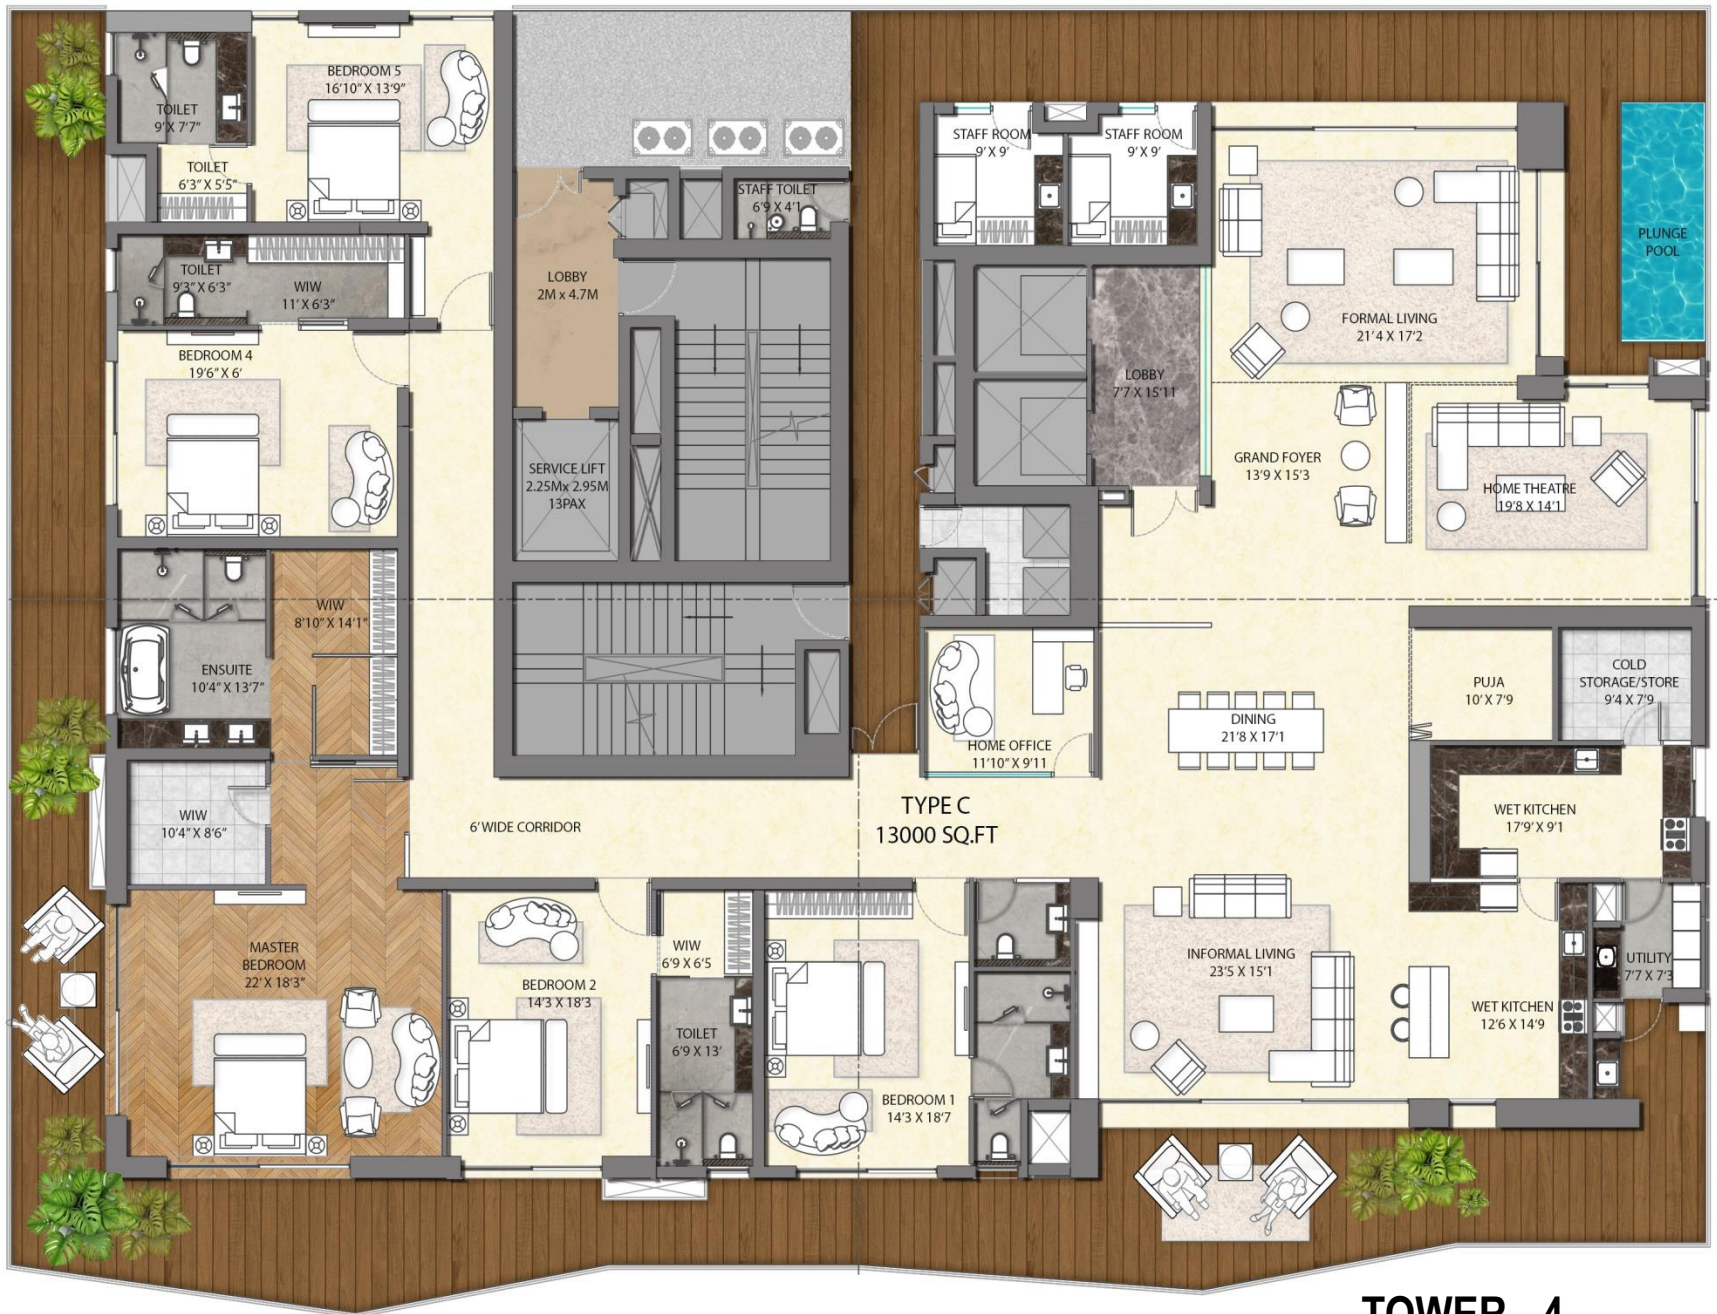 BEDROOM 5
16'10" X 13'9"
TOILET
9' X 7'7"
TOILET
6'3" X 5'5"
TOILET
9'3" X 6'3"
WIW
11' X 6'3"
BEDROOM 4
19'6" X 6'
WIW
8'10" X 14'1"
ENSUITE
10'4" X 13'7"
WIW
10'4" X 8'6"
MASTER
BEDROOM
22' X 18'3"
LOBBY
2M x 4.7M
STAFF TOILET
6'9 X 4'1
SERVICE LIFT
2.25Mx 2.95M
13PAX
STAFF ROOM
9' X 9'
STAFF ROOM
9' X 9'
PLUNGE
POOL
FORMAL LIVING
21' 4 X 17'2
LOBBY
7'7 X 15'11
GRAND FOYER
13'9 X 15'3
HOME THEATRE
19'8 X 14'1
PUJA
10' X 7'9
COLD
STORAGE/STORE
9'4 X 7'9
DINING
21'8 X 17'1
HOME OFFICE
11'10" X 9'11
TYPE C
13000 SQ.FT
6' WIDE CORRIDOR
WET KITCHEN
17'9' X 9'1
BEDROOM 2
14'3 X 18'3
WIW
6'9 X 6'5
TOILET
6'9 X 13'
BEDROOM 1
14'3 X 18'7
INFORMAL LIVING
23'5 X 15'1
WET KITCHEN
12'6 X 14'9
UTILITY
7'7 X 7'3
TOWER - 4